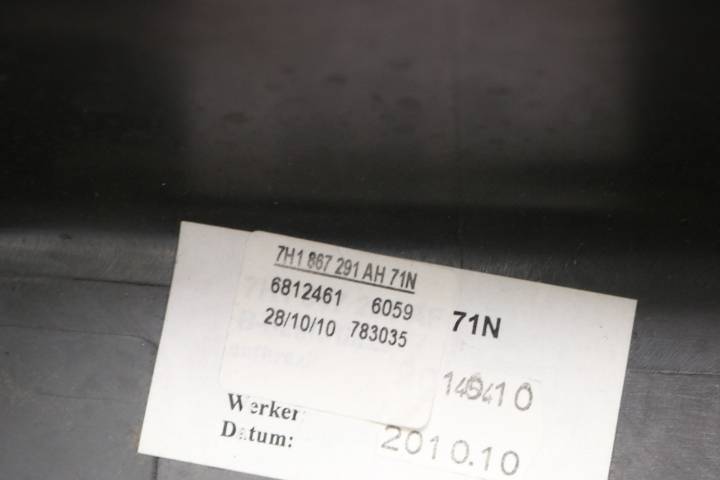 7H1 867 291 AH 71N
6812461 6059
28/10/10 783035
71N
Werker
Datum:
2010.10